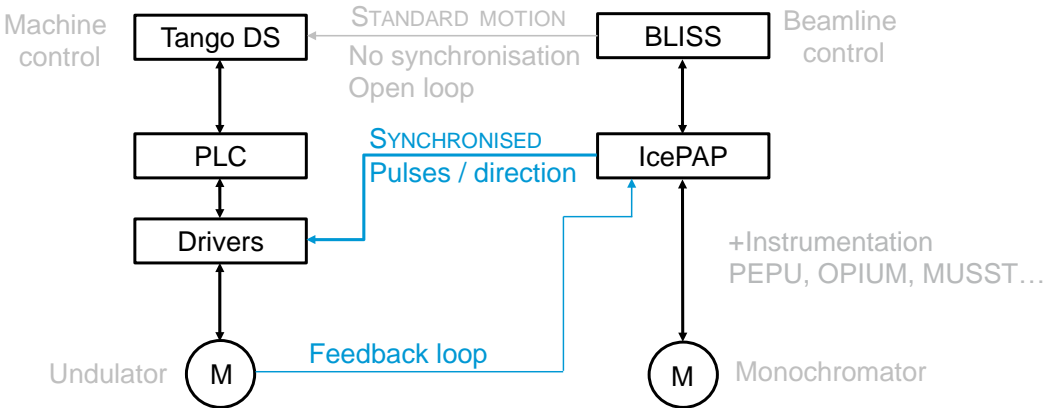 Machine
control
Tango DS
STANDARD MOTION
No synchronisation
Open loop
BLISS
Beamline
control
PLC
SYNCHRONISED
Pulses / direction
IcePAP
Drivers
+Instrumentation
PEPU, OPIUM, MUSST…
Undulator
M
Feedback loop
M
Monochromator